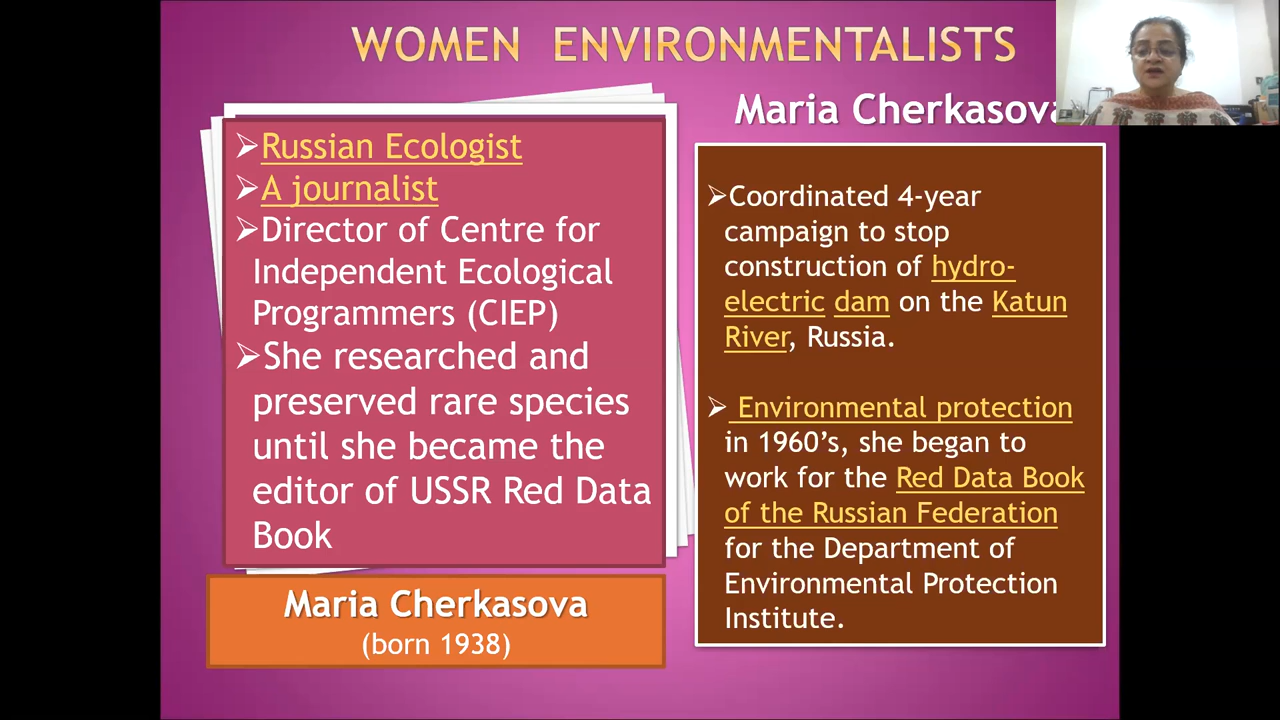 WOMEN ENVIRONMENTALISTS
➢Russian Ecologist
➢A journalist
➢Director of Centre for
Independent Ecological
Programmers (CIEP)
➢She researched and
preserved rare species
until she became the
editor of USSR Red Data
Book
Maria Cherkasova
(born 1938)
Maria Cherkasova
➢Coordinated 4-year
campaign to stop
construction of hydro-
electric dam on the Katun
River, Russia.
➢ Environmental protection
in 1960’s, she began to
work for the Red Data Book
of the Russian Federation
for the Department of
Environmental Protection
Institute.